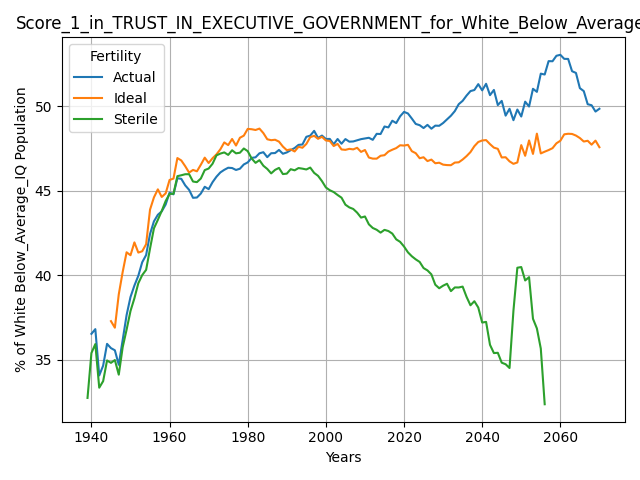 Score_1_in_TRUST_IN_EXECUTIVE_GOVERNMENT_for_White_Below_Average
Fertility
Actual
Ideal
Sterile
% of White Below_Average_IQ Population
50
45
40
35
1940 1960 1980 2000 2020 2040 2060
Years